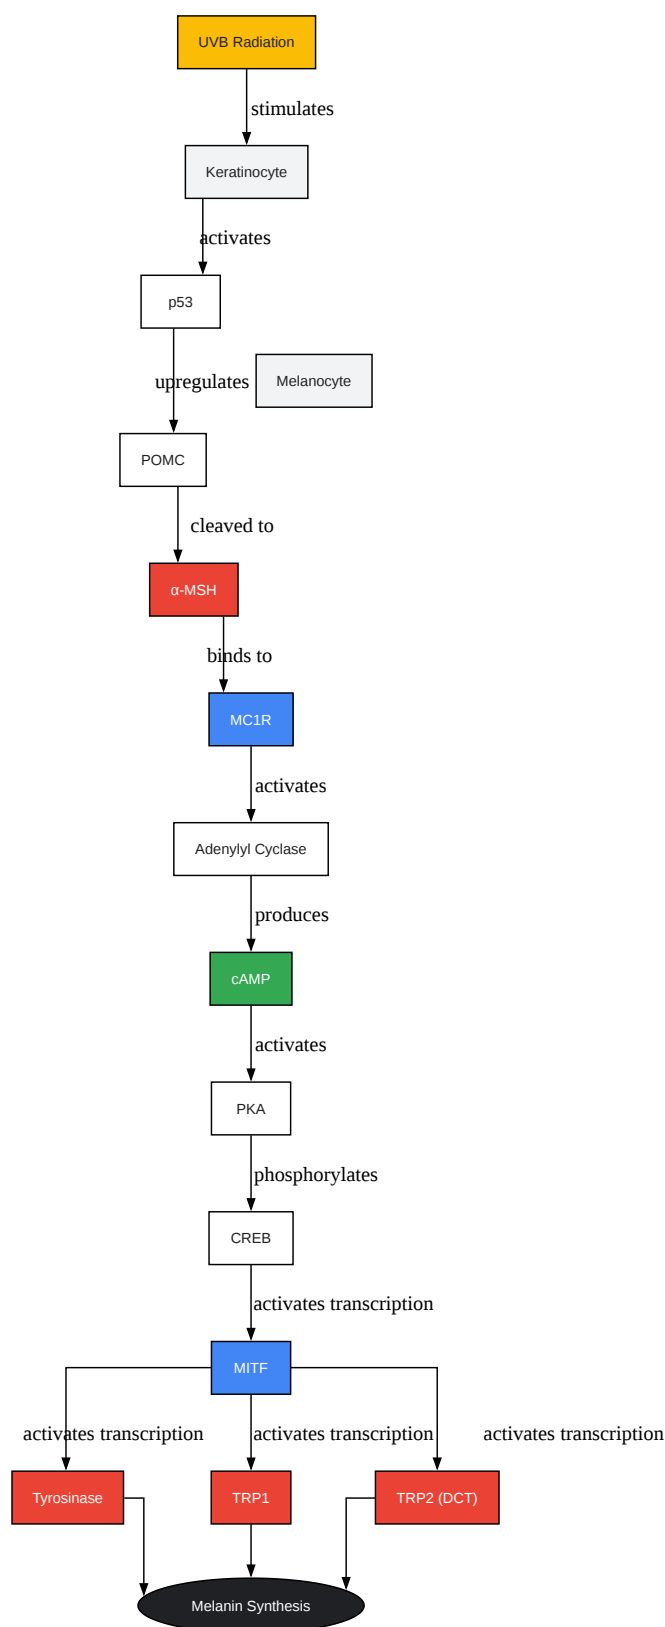 UVB Radiation
stimulates
Keratinocyte
activates
p53
Melanocyte
upregulates
POMC
cleaved to
α-MSH
binds to
MC1R
activates
Adenylyl Cyclase
produces
cAMP
activates
PKA
phosphorylates
CREB
activates transcription
MITF
activates transcription
activates transcription
activates transcription
Tyrosinase
TRP1
TRP2 (DCT)
Melanin Synthesis